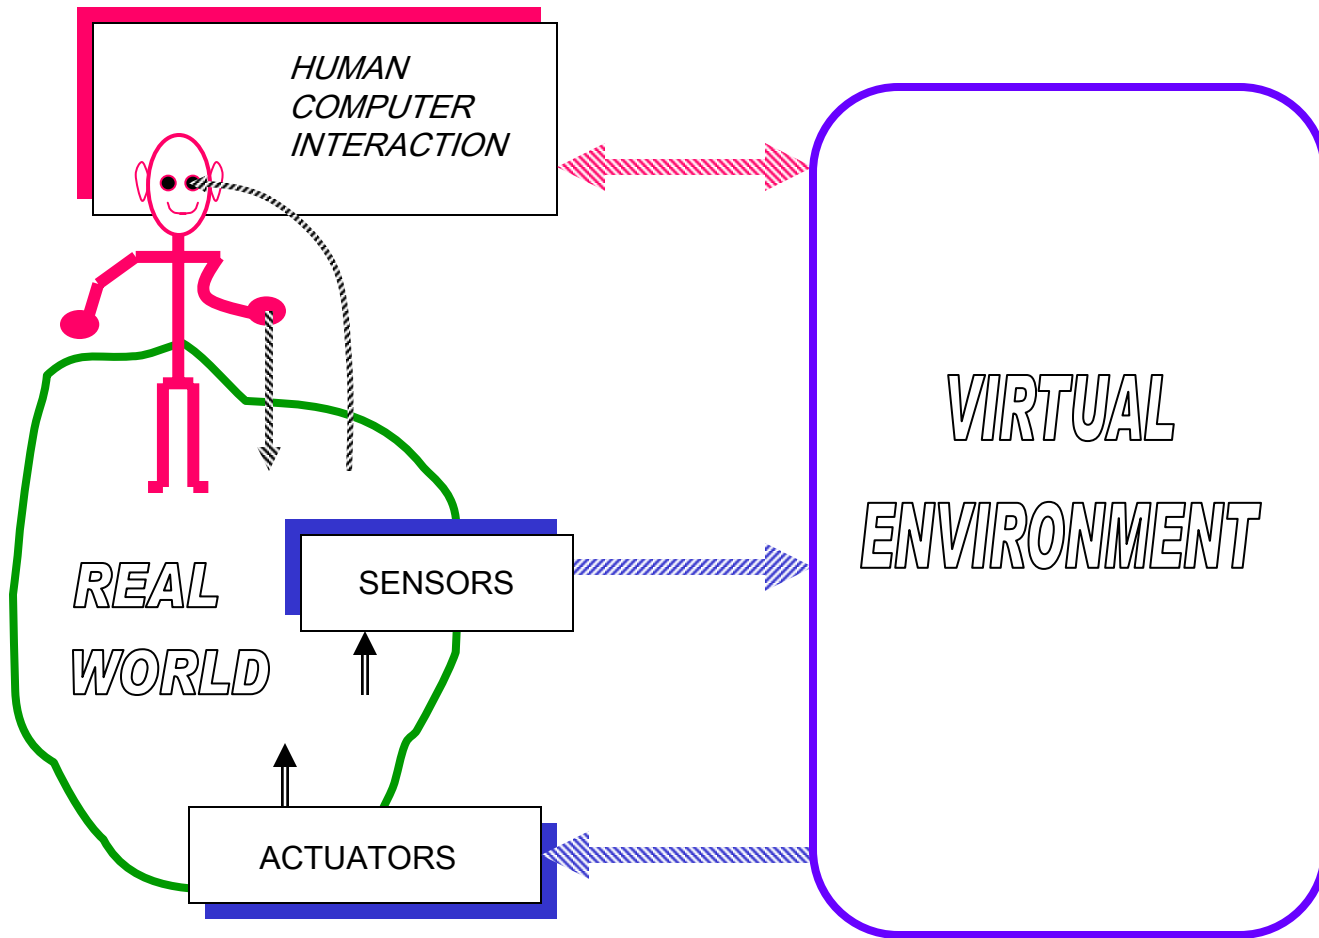 HUMAN
COMPUTER
INTERACTION
VIRTUAL
ENVIRONMENT
REAL
WORLD
SENSORS
ACTUATORS